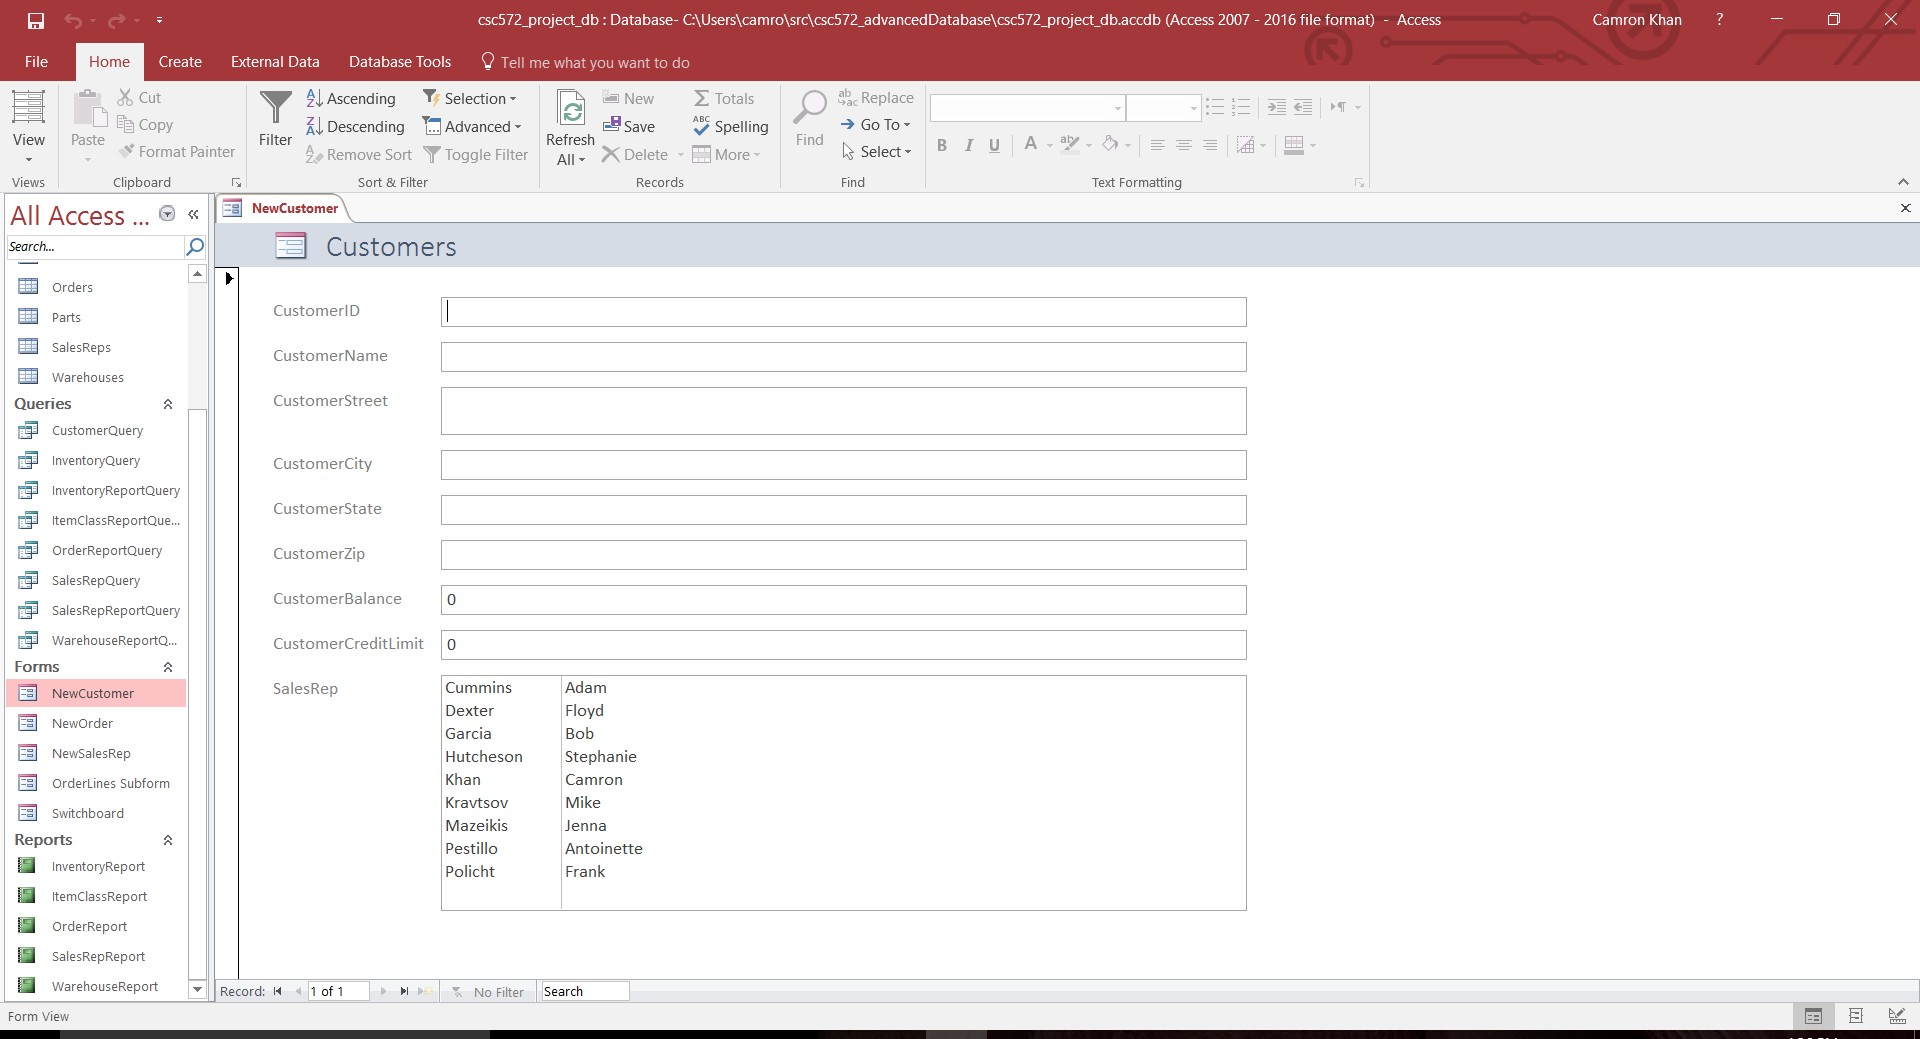 csc572_project_db : Database- C:\Users\camro\src\csc572_advancedDatabase\csc572_project_db.accdb (Access 2007 - 2016 file format) - Access
Camron Khan ?
File Home Create External Data Database Tools Tell me what you want to do
View
Views
Paste
Cut
Copy
Format Painter
Clipboard
Filter
Ascending
Descending
Remove Sort
Selection
Advanced
Toggle Filter
Sort & Filter
Refresh
All
New
Save
Delete
Totals
Spelling
More
Records
Find
Replace
Go To
Select
Find
B I U A
Text Formatting
All Access ...
Search...
Orders
Parts
SalesReps
Warehouses
Queries
CustomerQuery
InventoryQuery
InventoryReportQuery
ItemClassReportQue...
OrderReportQuery
SalesRepQuery
SalesRepReportQuery
WarehouseReportQ...
Forms
NewCustomer
NewOrder
NewSalesRep
OrderLines Subform
Switchboard
Reports
InventoryReport
ItemClassReport
OrderReport
SalesRepReport
WarehouseReport
NewCustomer
Customers
CustomerID
CustomerName
CustomerStreet
CustomerCity
CustomerState
CustomerZip
CustomerBalance 0
CustomerCreditLimit 0
SalesRep
Cummins Adam
Dexter Floyd
Garcia Bob
Hutcheson Stephanie
Khan Camron
Kravtsov Mike
Mazeikis Jenna
Pestillo Antoinette
Policht Frank
Record: 1 of 1 No Filter Search
Form View